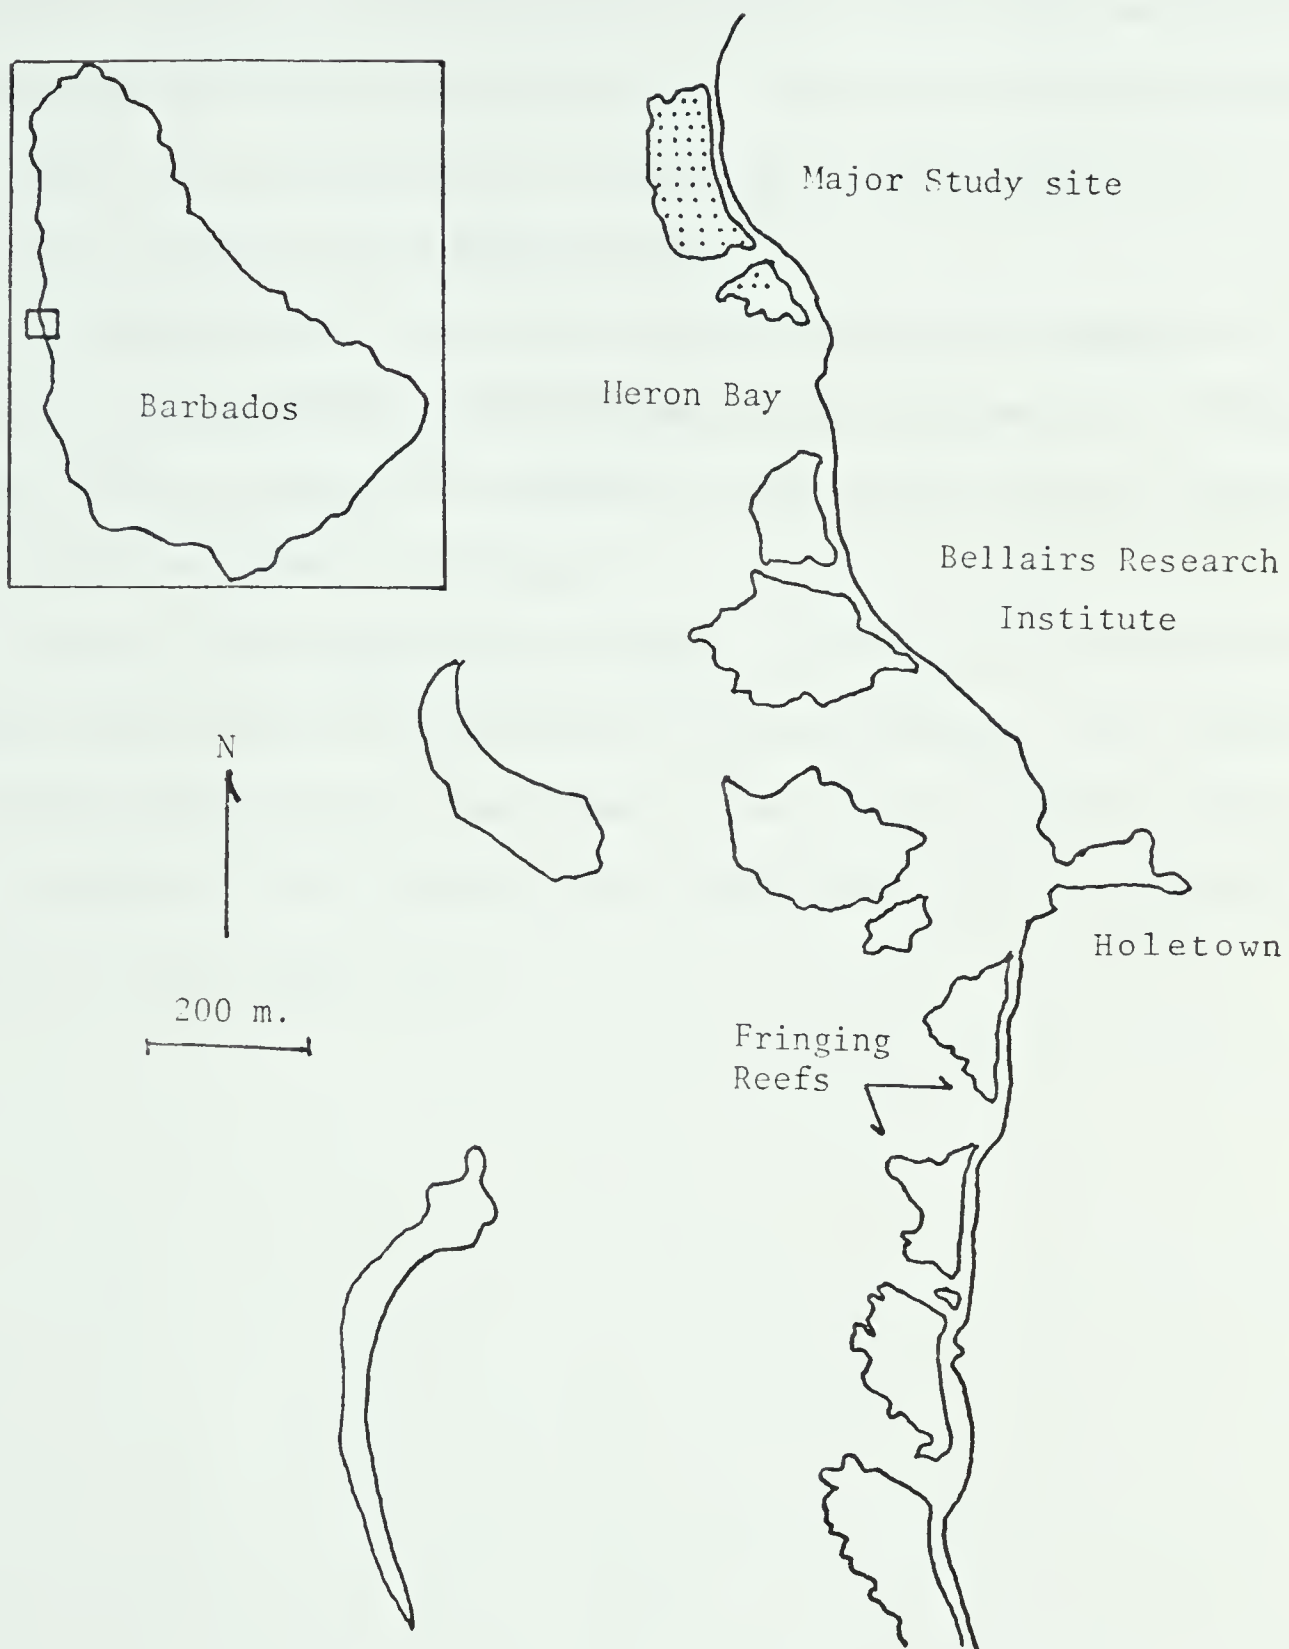 Major Study site
Barbados
Heron Bay
Bellairs Research
Institute
N
Holetown
200 m.
Fringing
Reefs